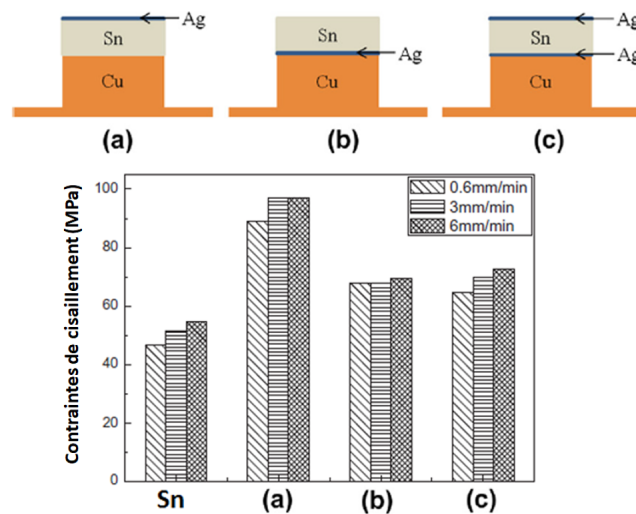 Ag
Sn
Cu
(a)
Sn
Ag
Cu
(b)
Ag
Sn
Ag
Cu
(c)
Contraintes de cisaillement (MPa)
100
80
60
40
20
0
0.6mm/min
3mm/min
6mm/min
Sn (a) (b) (c)